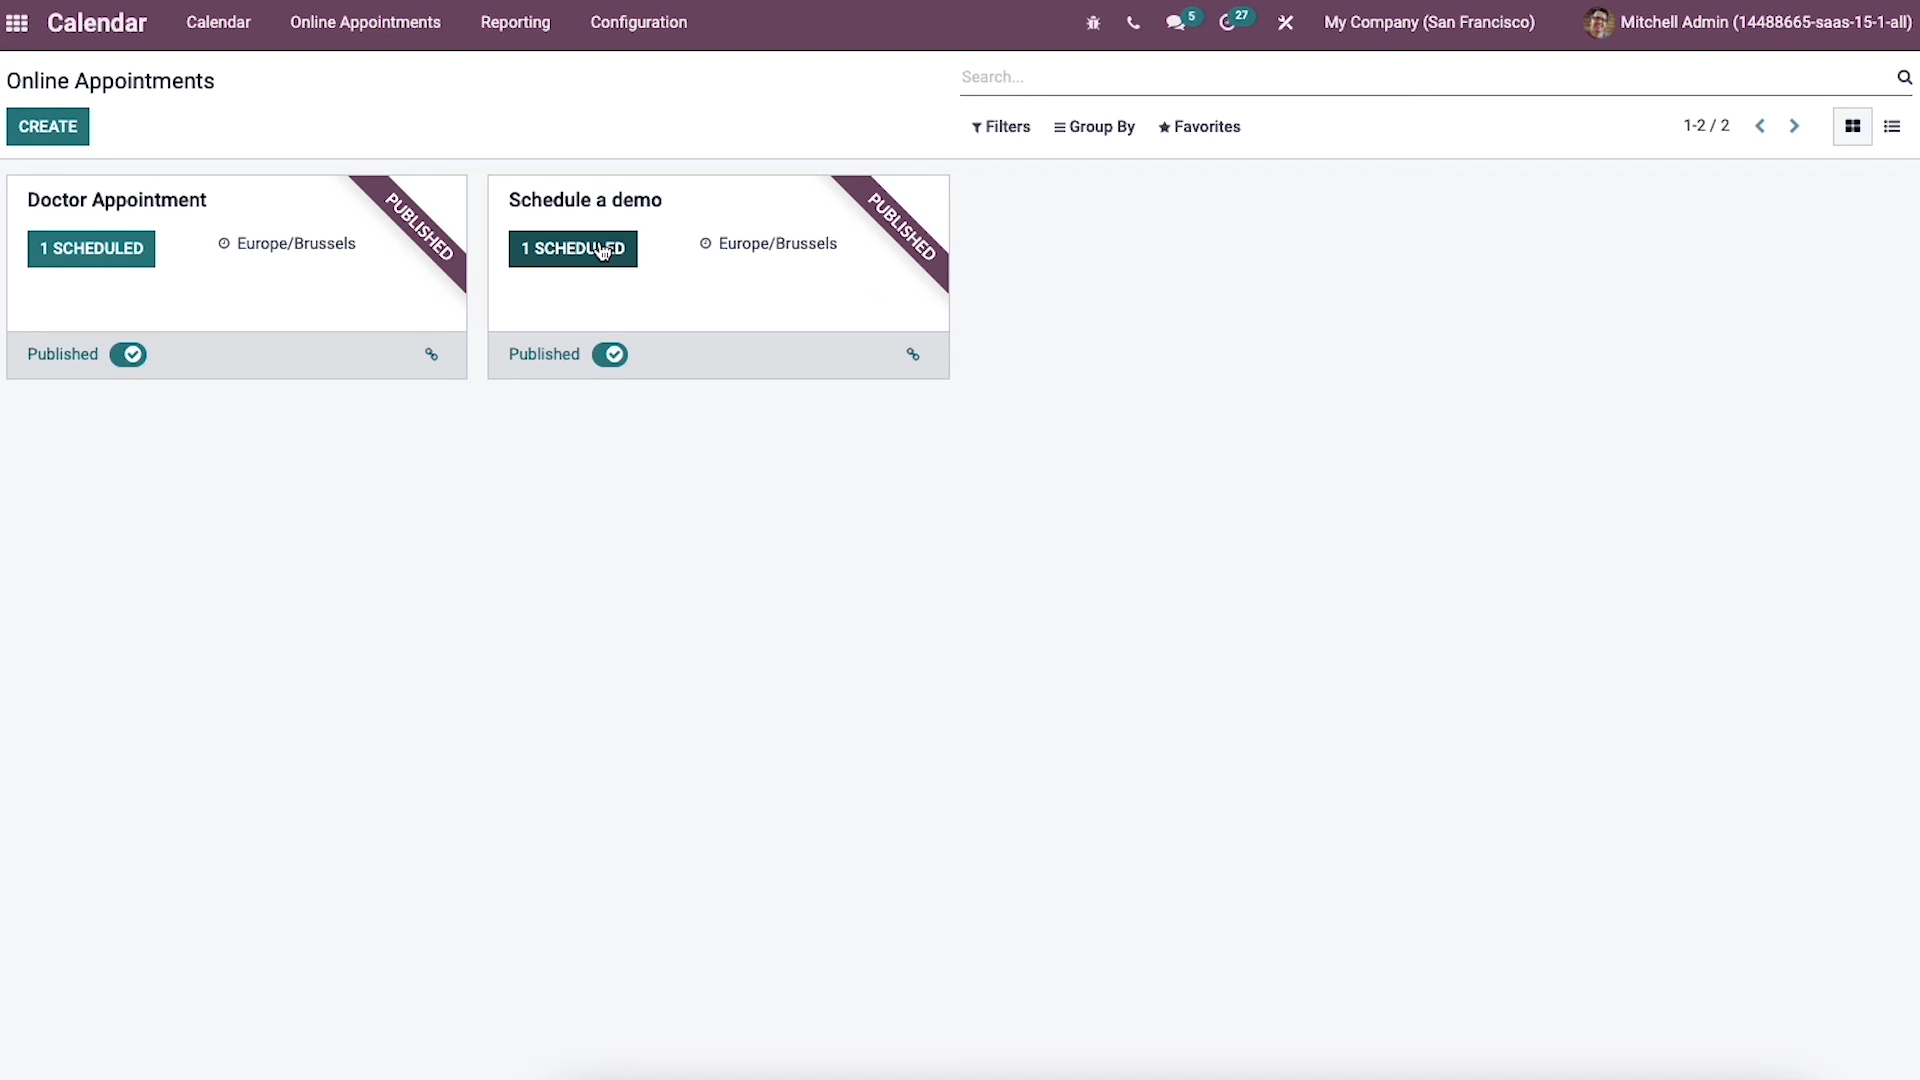 Calendar Calendar Online Appointments Reporting Configuration 5 27 My Company (San Francisco) Mitchell Admin (14488665-saas-15-1-all)
Online Appointments
Search...
CREATE
Filters Group By Favorites 1-2 / 2
Doctor Appointment
PUBLISHED
1 SCHEDULED Europe/Brussels
Published
Schedule a demo
PUBLISHED
1 SCHEDULED Europe/Brussels
Published